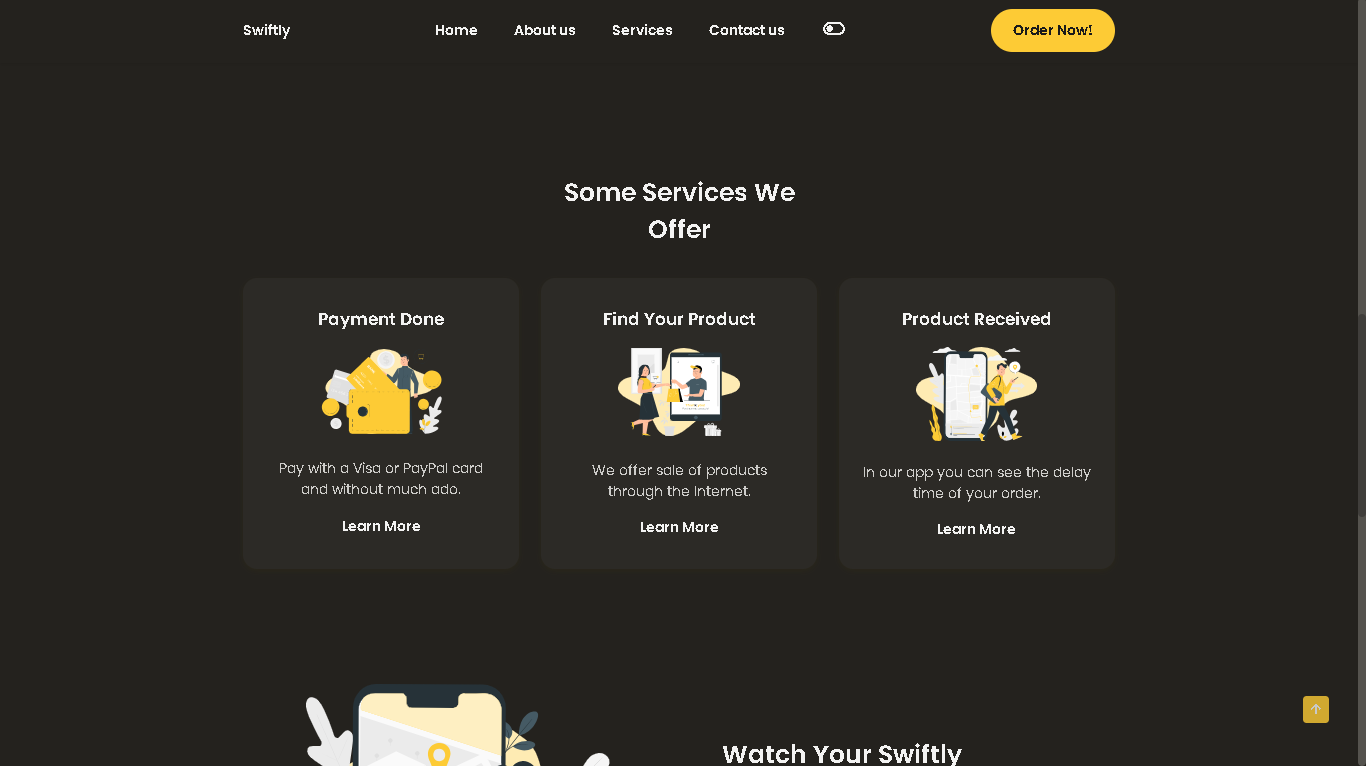 Swiftly
Home
About us
Services
Contact us
Order Now!
Some Services We
Offer
Payment Done
Pay with a Visa or PayPal card
and without much ado.
Learn More
Find Your Product
We offer sale of products
through the Internet.
Learn More
Product Received
In our app you can see the delay
time of your order.
Learn More
Watch Your Swiftly